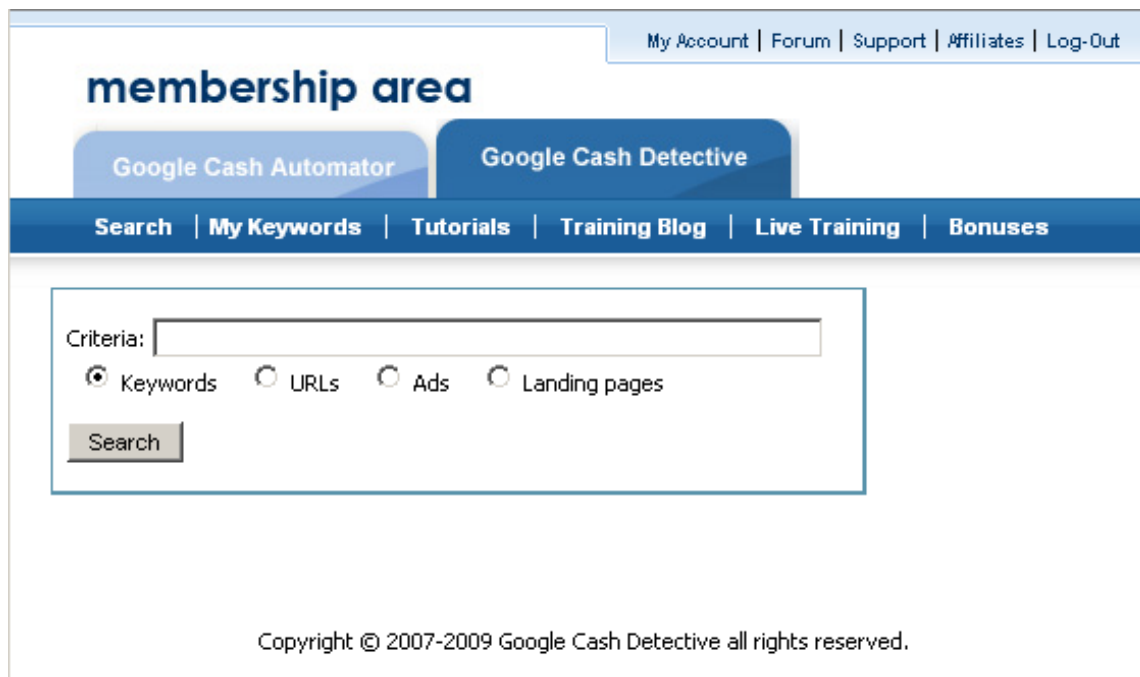 My Account | Forum | Support | Affiliates | Log-Out
membership area
Google Cash Automator Google Cash Detective
Search | My Keywords | Tutorials | Training Blog | Live Training | Bonuses
Criteria:
Keywords URLs Ads Landing pages
Search
Copyright © 2007-2009 Google Cash Detective all rights reserved.